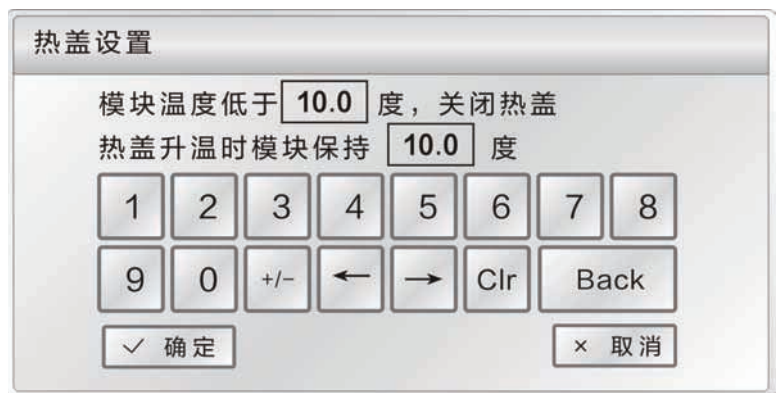 热盖设置
模块温度低于 10.0 度，关闭热盖
热盖升温时模块保持 10.0 度
1 2 3 4 5 6 7 8
9 0 +/- ← → Clr Back
✓ 确定 × 取消